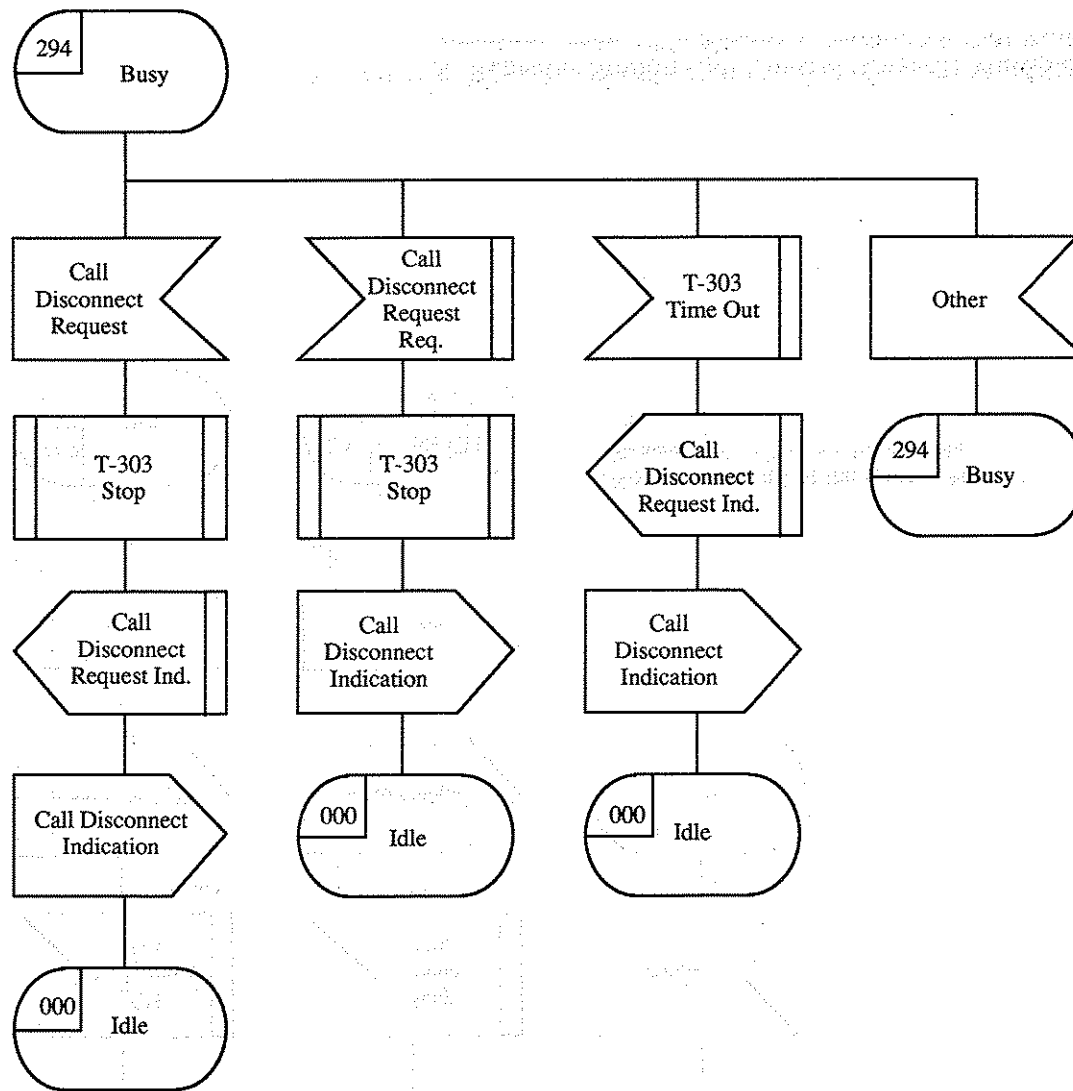 294
Busy
Call
Disconnect
Request
Call
Disconnect
Request
Req.
T-303
Time Out
Other
T-303
Stop
T-303
Stop
Call
Disconnect
Request Ind.
294
Busy
Call
Disconnect
Request Ind.
Call
Disconnect
Indication
Call
Disconnect
Indication
Call Disconnect
Indication
000
Idle
000
Idle
000
Idle